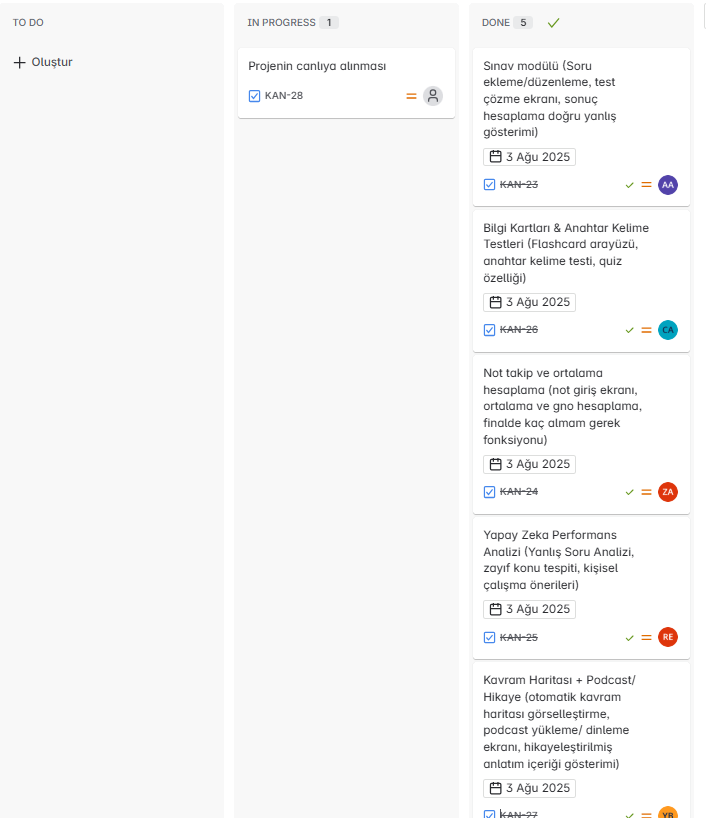 TO DO
Oluştur
IN PROGRESS 1
Projenin canlıya alınması
KAN-28
DONE 5
Sınav modülü (Soru
ekleme/düzenleme, test
çözme ekranı, sonuç
hesaplama doğru yanlış
gösterimi)
3 Ağu 2025
KAN-23
AA
Bilgi Kartları & Anahtar Kelime
Testleri (Flashcard arayüzü,
anahtar kelime testi, quiz
özelliği)
3 Ağu 2025
KAN-26
CA
Not takip ve ortalama
hesaplama (not giriş ekranı,
ortalama ve gno hesaplama,
finalde kaç almam gerek
fonksiyonu)
3 Ağu 2025
KAN-24
ZA
Yapay Zeka Performans
Analizi (Yanlış Soru Analizi,
zayıf konu tespiti, kişisel
çalışma önerileri)
3 Ağu 2025
KAN-25
RE
Kavram Haritası + Podcast/
Hikaye (otomatik kavram
haritası görselleştirme,
podcast yükleme/ dinleme
ekranı, hikayeleştirilmiş
anlatım içeriği gösterimi)
3 Ağu 2025
KAN-27
YB